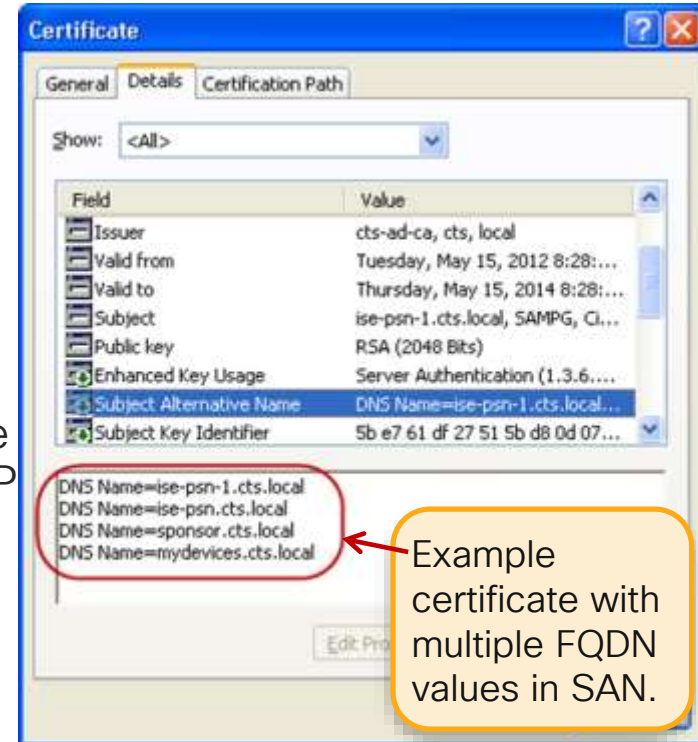 Certificate
General Details Certification Path
Show: <All>
Field Value
Issuer cts-ad-ca, cts, local
Valid from Tuesday, May 15, 2012 8:28:...
Valid to Thursday, May 15, 2014 8:28:...
Subject ise-psn-1.cts.local, SAMPG, Ci...
Public key RSA (2048 Bits)
Enhanced Key Usage Server Authentication (1.3.6....
Subject Alternative Name DNS Name=ise-psn-1.cts.local...
Subject Key Identifier 5b e7 61 df 27 51 5b d8 0d 07...
e
P
DNS Name=ise-psn-1.cts.local
DNS Name=ise-psn.cts.local
DNS Name=sponsor.cts.local
DNS Name=mydevices.cts.local
Edit Pro
Example
certificate with
multiple FQDN
values in SAN.